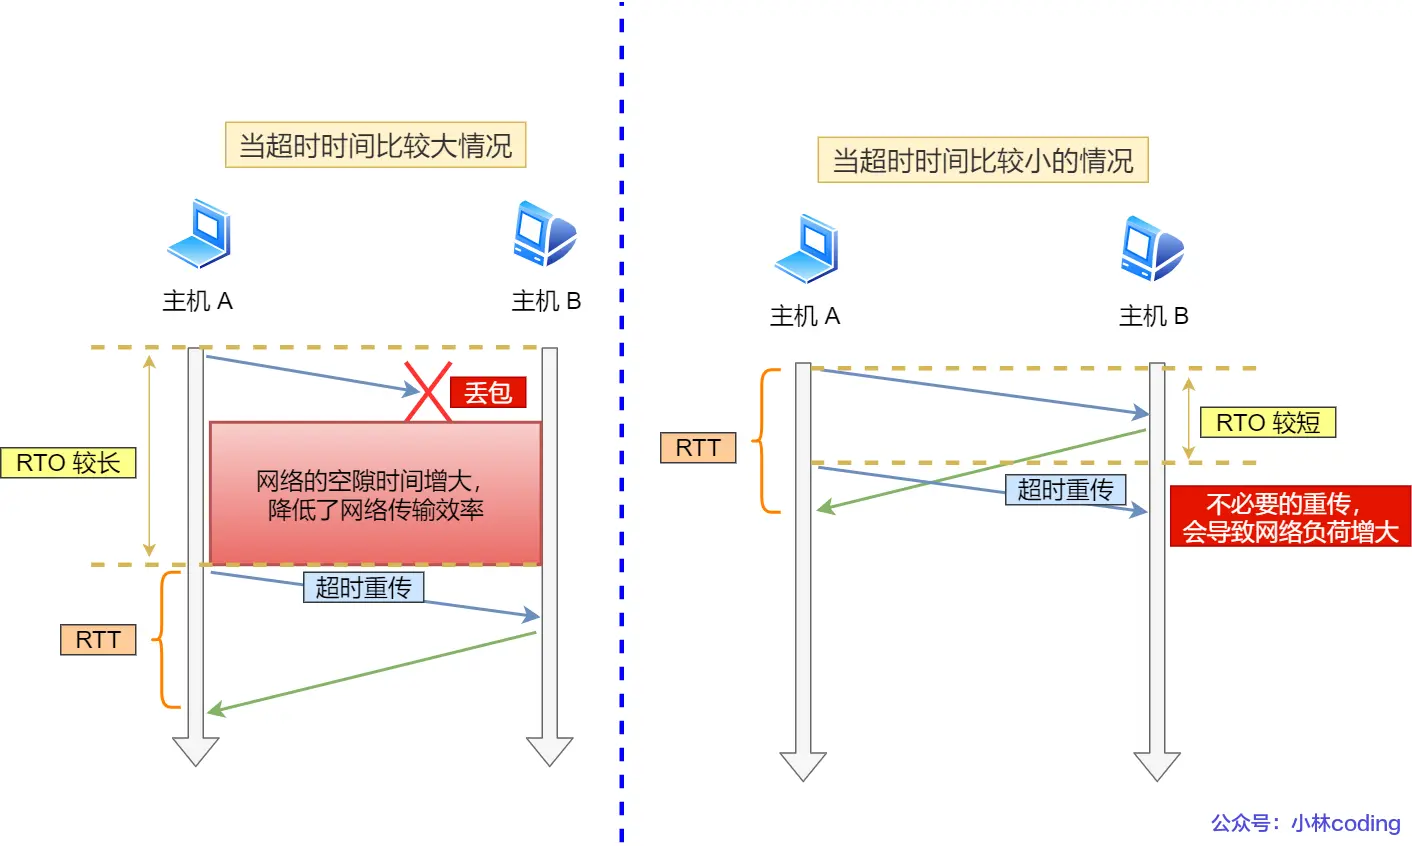 当超时时间比较大情况
主机 A
主机 B
丢包
RTO 较长
网络的空隙时间增大，
降低了网络传输效率
超时重传
RTT
当超时时间比较小的情况
主机 A
主机 B
RTO 较短
RTT
超时重传
不必要的重传，
会导致网络负荷增大
公众号：小林coding